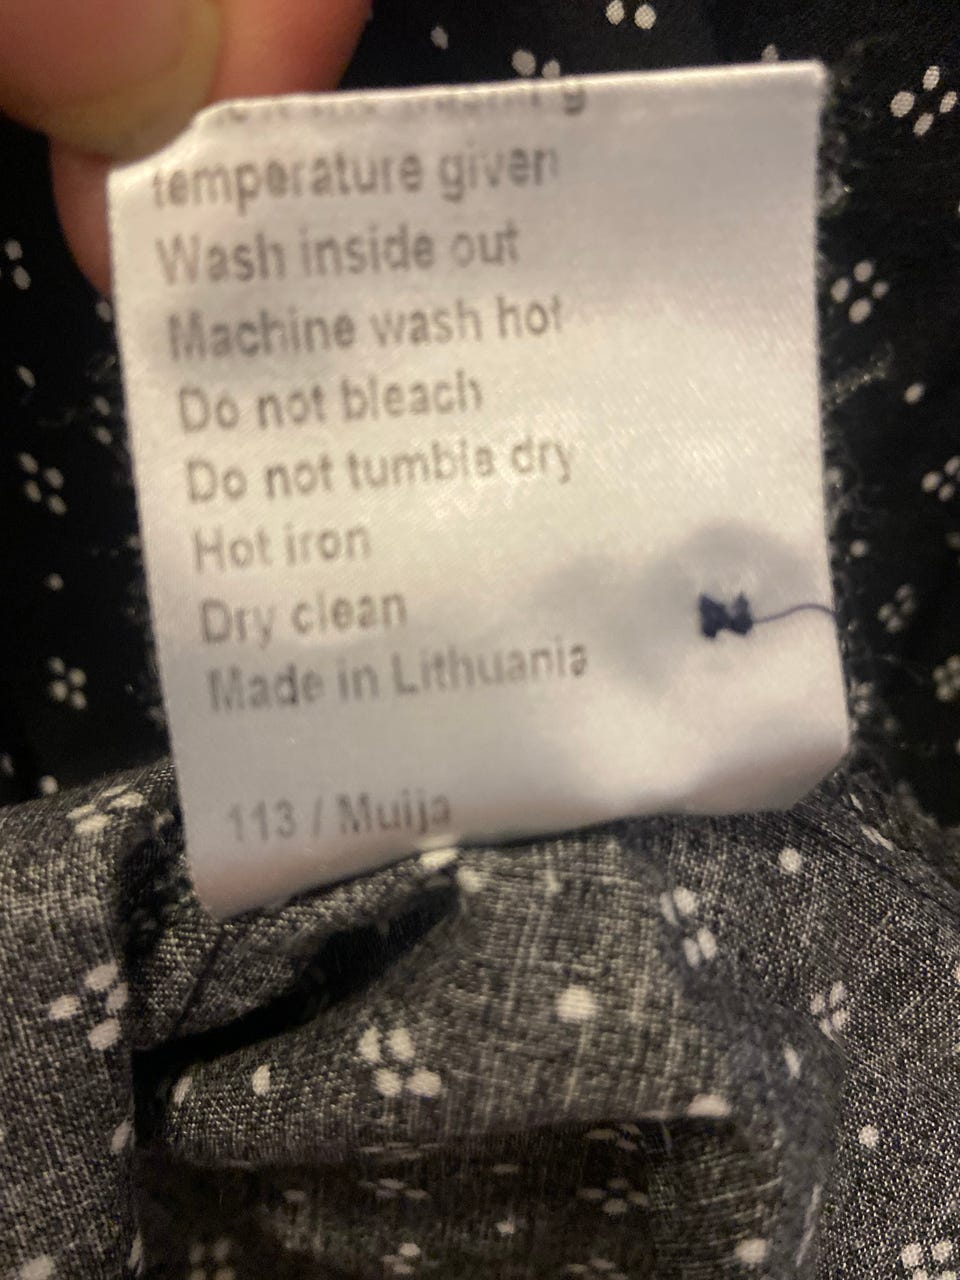 temperature given
Wash inside out
Machine wash hot
Do not bleach
Do not tumble dry
Hot iron
Dry clean
Made in Lithuania
113 / Muija